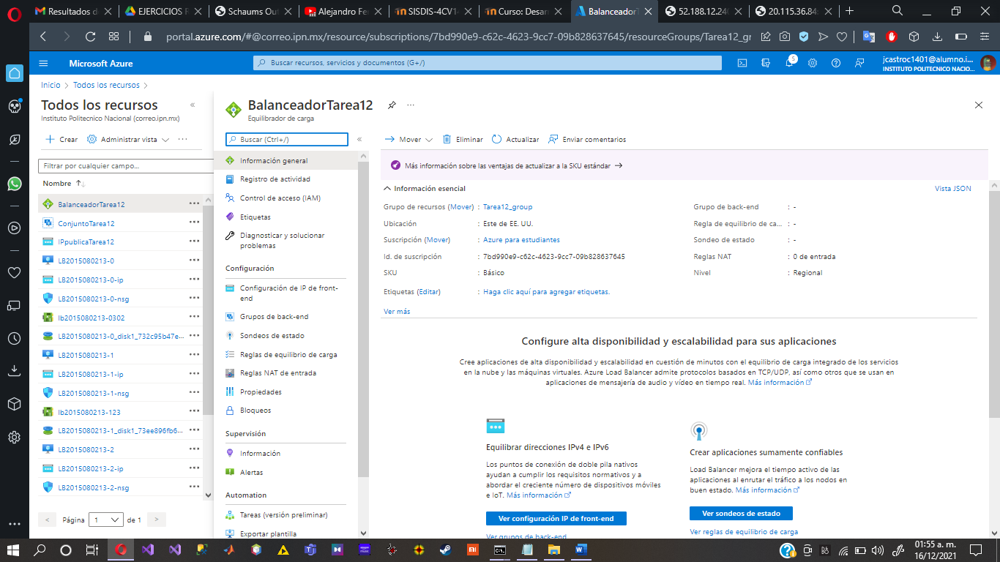 Resultados de
EJERCICIOS R
Schaums Out
Alejandro Fe
SISDIS-4CV1
Curso: Desar
BalanceadorT
52.188.12.24
20.115.36.84
portal.azure.com/#@correo.ipn.mx/resource/subscriptions/7bd990e9-c62c-4623-9cc7-09b828637645/resourceGroups/Tarea12_gr
Microsoft Azure
Buscar recursos, servicios y documentos (G+/)
5
jcastroc1401@alumno.i...
INSTITUTO POLITECNICO NACIO...
Inicio > Todos los recursos >
Todos los recursos
Instituto Politecnico Nacional (correo.ipn.mx)
Crear
Administrar vista
Filtrar por cualquier campo...
Nombre
BalanceadorTarea12
ConjuntoTarea12
IPpublicaTarea12
LB2015080213-0
LB2015080213-0-ip
LB2015080213-0-nsg
lb2015080213-0302
LB2015080213-0_disk1_732c95b47e...
LB2015080213-1
LB2015080213-1-ip
LB2015080213-1-nsg
lb2015080213-123
LB2015080213-1_disk1_73ee896fb6...
LB2015080213-2
LB2015080213-2-ip
LB2015080213-2-nsg
< Página 1 de 1 >
BalanceadorTarea12
Equilibrador de carga
Buscar (Ctrl+/)
Información general
Registro de actividad
Control de acceso (IAM)
Etiquetas
Diagnosticar y solucionar
problemas
Configuración
Configuración de IP de front-
end
Grupos de back-end
Sondeos de estado
Reglas de equilibrio de carga
Reglas NAT de entrada
Propiedades
Bloqueos
Supervisión
Información
Alertas
Automation
Tareas (versión preliminar)
Exportar plantilla
Mover
Eliminar
Actualizar
Enviar comentarios
Más información sobre las ventajas de actualizar a la SKU estándar
Información esencial
Vista JSON
Grupo de recursos (Mover) : Tarea12_group
Ubicación : Este de EE. UU.
Suscripción (Mover) : Azure para estudiantes
Id. de suscripción : 7bd990e9-c62c-4623-9cc7-09b828637645
SKU : Básico
Etiquetas (Editar) : Haga clic aquí para agregar etiquetas.
Ver más
Grupo de back-end : -
Regla de equilibrio de ca... : -
Sondeo de estado : -
Reglas NAT : 0 de entrada
Nivel : Regional
Configure alta disponibilidad y escalabilidad para sus aplicaciones
Cree aplicaciones de alta disponibilidad y escalabilidad en cuestión de minutos con el equilibrio de carga integrado de los servicios
en la nube y las máquinas virtuales. Azure Load Balancer admite protocolos basados en TCP/UDP, así como otros que se usan en
aplicaciones de mensajería de audio y vídeo en tiempo real. Más información
Equilibrar direcciones IPv4 e IPv6
Los puntos de conexión de doble pila nativos
ayudan a cumplir los requisitos normativos y a
abordar el creciente número de dispositivos móviles
e IoT. Más información
Ver configuración IP de front-end
Ver grupos de back-end
Crear aplicaciones sumamente confiables
Load Balancer mejora el tiempo activo de las
aplicaciones al enrutar el tráfico a los nodos en
buen estado. Más información
Ver sondeos de estado
Ver reglas de equilibrio de carga
01:55 a. m.
16/12/2021